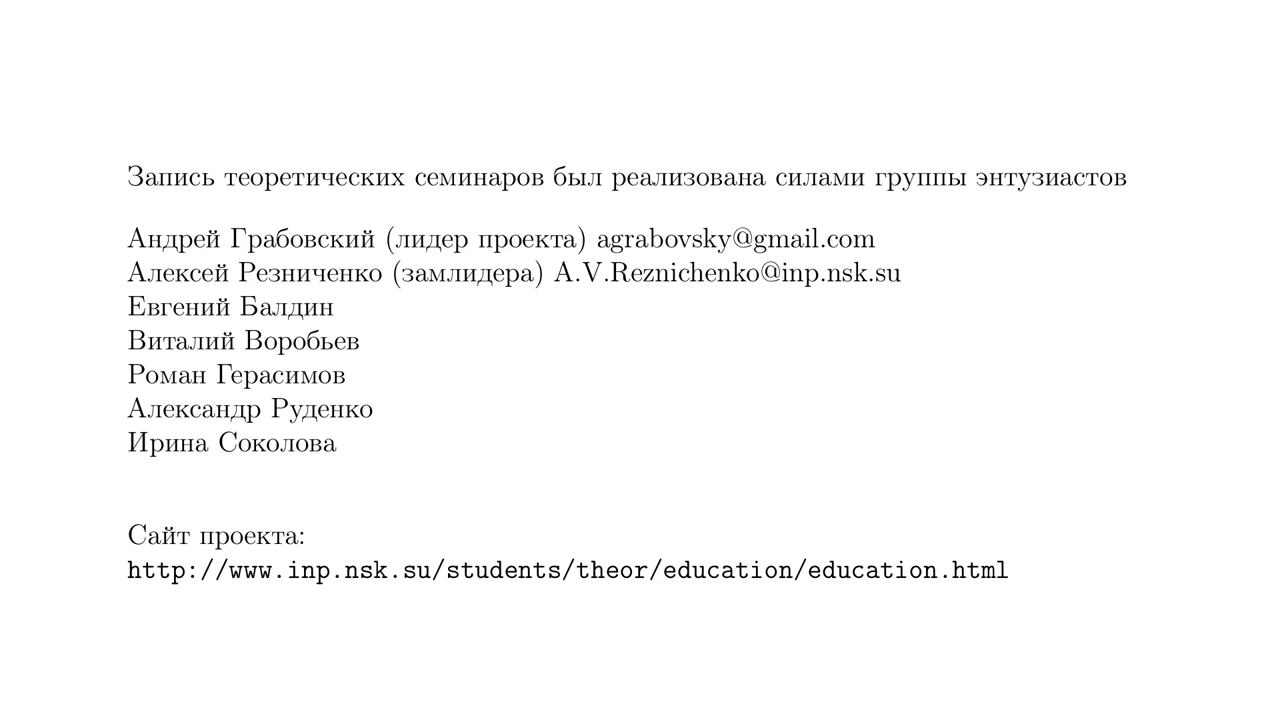 Запись теоретических семинаров был реализована силами группы энтузиастов
Андрей Грабовский (лидер проекта) agrabovsky@gmail.com
Алексей Резниченко (замлидера) A.V.Reznichenko@inp.nsk.su
Евгений Балдин
Виталий Воробьев
Роман Герасимов
Александр Руденко
Ирина Соколова
Сайт проекта:
http://www.inp.nsk.su/students/theor/education/education.html